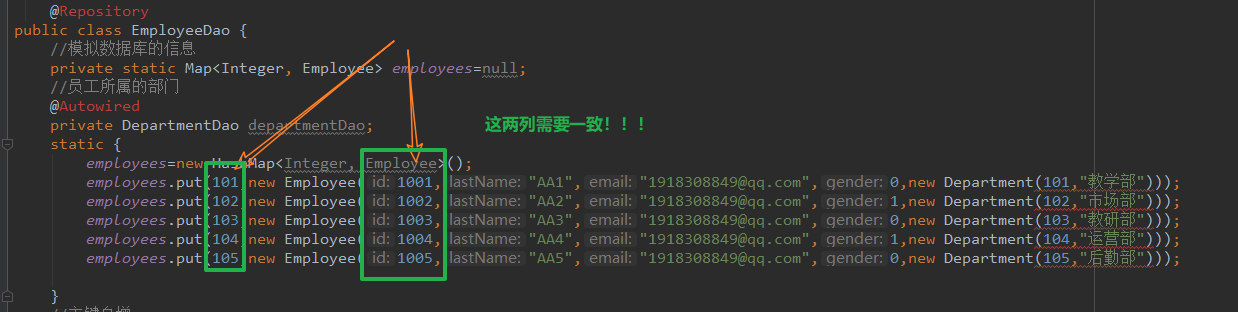 @Repository
public class EmployeeDao {
//模拟数据库的信息
private static Map<Integer, Employee> employees=null;
//员工所属的部门
@Autowired
private DepartmentDao departmentDao;
这两列需要一致！！！
static {
employees=new HashMap<Integer, Employee>();
employees.put(101,new Employee( id: 1001, lastName: "AA1", email: "1918308849@qq.com", gender: 0,new Department(101,"教学部")));
employees.put(102,new Employee( id: 1002, lastName: "AA2", email: "1918308849@qq.com", gender: 1,new Department(102,"市场部")));
employees.put(103,new Employee( id: 1003, lastName: "AA3", email: "1918308849@qq.com", gender: 0,new Department(103,"教研部")));
employees.put(104,new Employee( id: 1004, lastName: "AA4", email: "1918308849@qq.com", gender: 1,new Department(104,"运营部")));
employees.put(105,new Employee( id: 1005, lastName: "AA5", email: "1918308849@qq.com", gender: 0,new Department(105,"后勤部")));
}